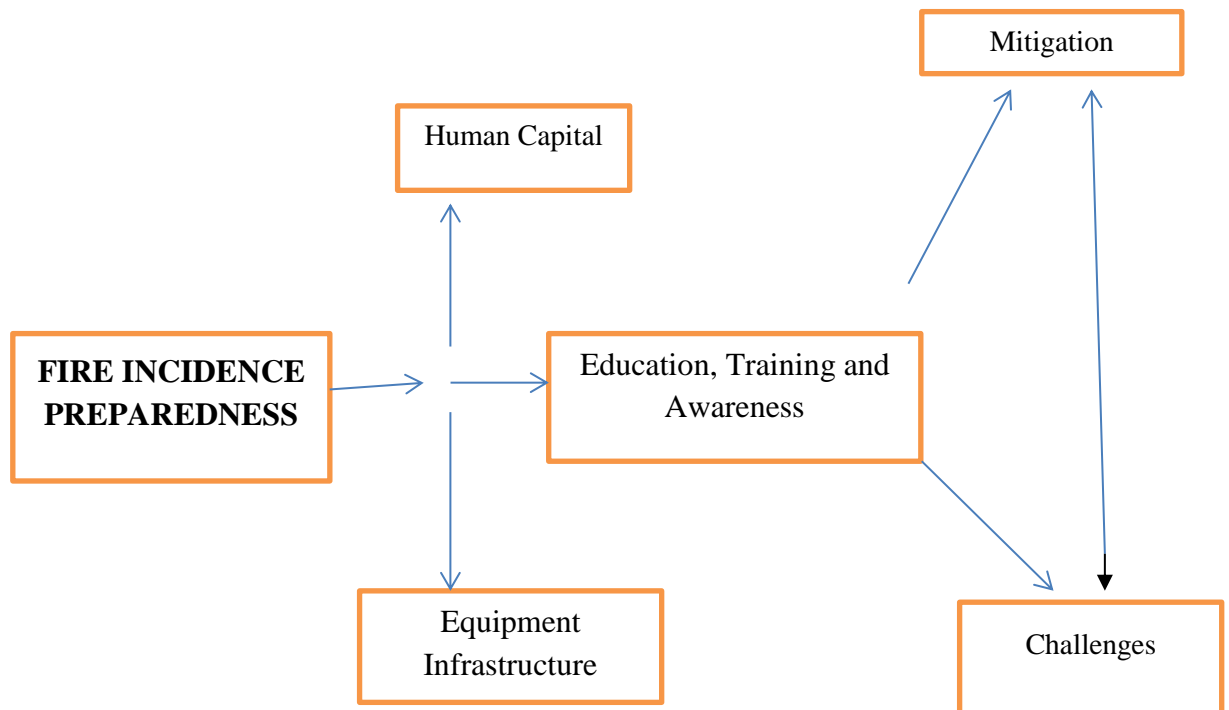 Mitigation
Human Capital
FIRE INCIDENCE
PREPAREDNESS
Education, Training and
Awareness
Equipment
Infrastructure
Challenges